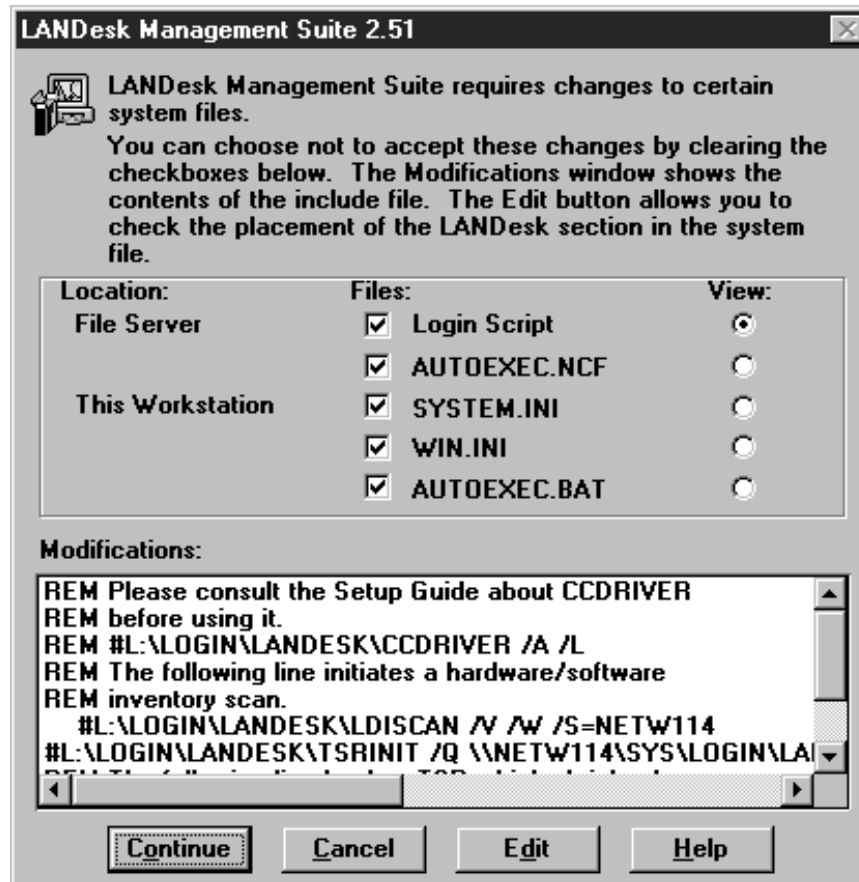 LANDesk Management Suite 2.51
LANDesk Management Suite requires changes to certain
system files.
You can choose not to accept these changes by clearing the
checkboxes below. The Modifications window shows the
contents of the include file. The Edit button allows you to
check the placement of the LANDesk section in the system
file.
Location: Files: View:
File Server Login Script
AUTOEXEC.NCF
This Workstation SYSTEM.INI
WIN.INI
AUTOEXEC.BAT
Modifications:
REM Please consult the Setup Guide about CCDRIVER
REM before using it.
REM #L:\LOGIN\LANDESK\CCDRIVER /A /L
REM The following line initiates a hardware/software
REM inventory scan.
#L:\LOGIN\LANDESK\LDISCAN /V /W /S=NETW114
#L:\LOGIN\LANDESK\TSRINIT /Q \\NETW114\SYS\LOGIN\LA
Continue Cancel Edit Help